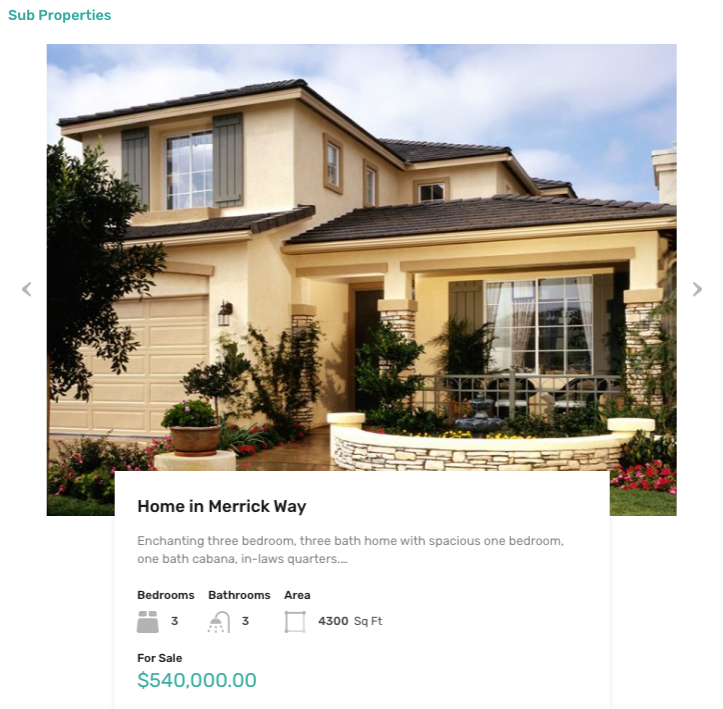 Sub Properties
Home in Merrick Way
Enchanting three bedroom, three bath home with spacious one bedroom,
one bath cabana, in-laws quarters.…
Bedrooms Bathrooms Area
3 3 4300 Sq Ft
For Sale
$540,000.00